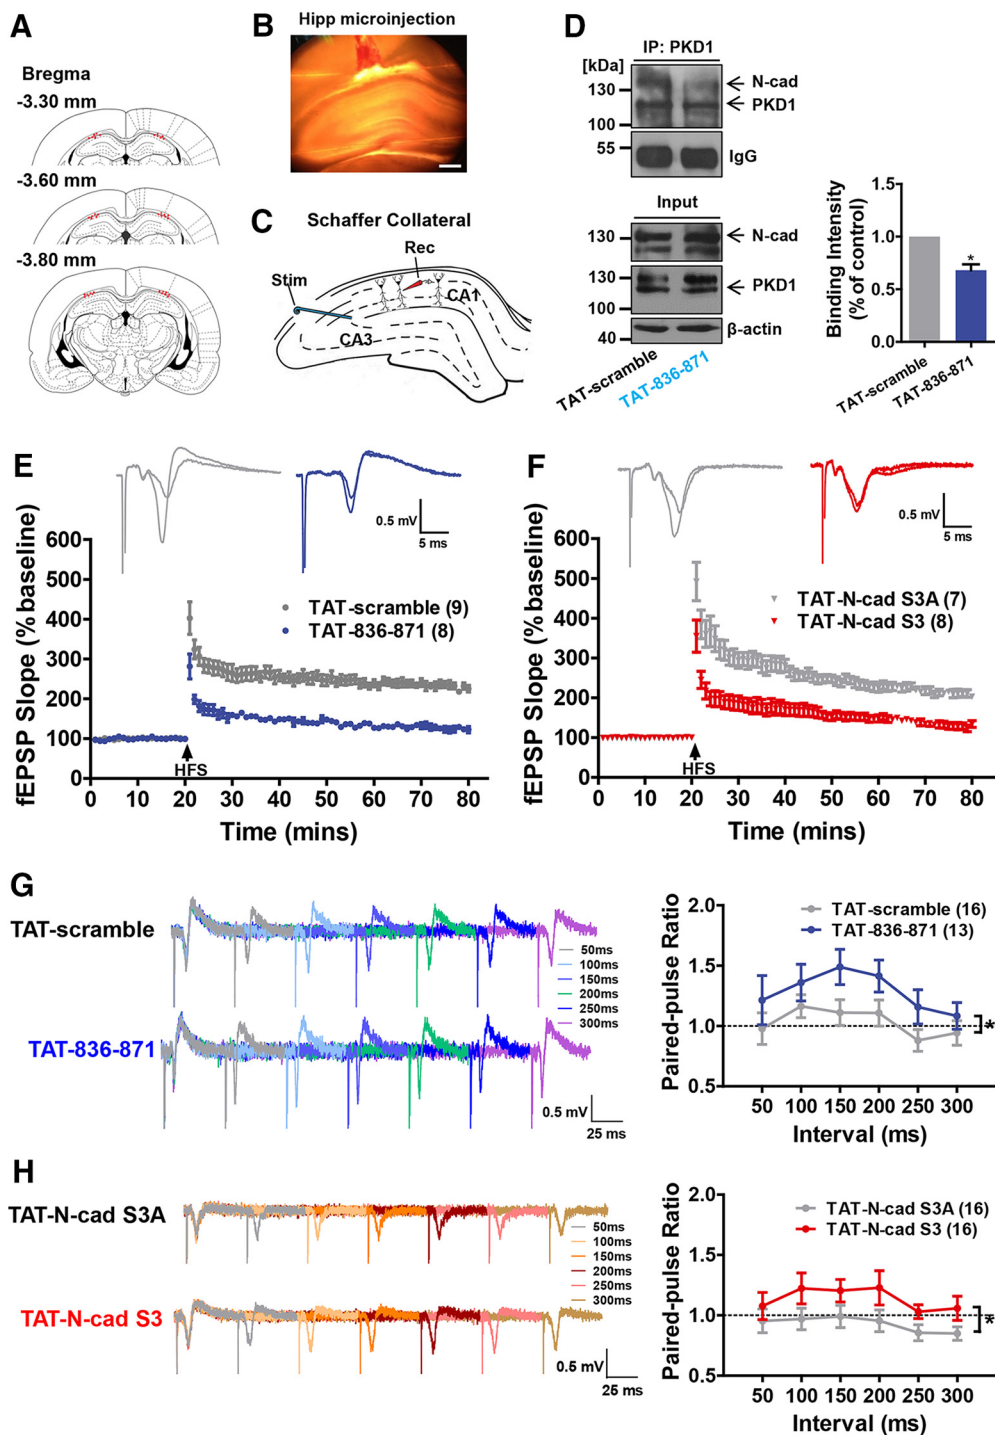 A
Bregma
-3.30 mm
-3.60 mm
-3.80 mm
B
Hipp microinjection
C
Schaffer Collateral
Rec
Stim
CA1
CA3
D
IP: PKD1
[kDa]
130
100
55
N-cad
PKD1
IgG
Input
130
130
100
40
N-cad
PKD1
β-actin
TAT-scramble
TAT-836-871
Binding Intensity
(% of control)
1.5
1.0
0.5
0.0
*
TAT-scramble
TAT-836-871
E
0.5 mV
5 ms
fEPSP Slope (% baseline)
600
500
400
300
200
100
0
TAT-scramble (9)
TAT-836-871 (8)
HFS
0 10 20 30 40 50 60 70 80
Time (mins)
F
0.5 mV
5 ms
fEPSP Slope (% baseline)
600
500
400
300
200
100
0
TAT-N-cad S3A (7)
TAT-N-cad S3 (8)
HFS
0 10 20 30 40 50 60 70 80
Time (mins)
G
TAT-scramble
TAT-836-871
50ms
100ms
150ms
200ms
250ms
300ms
0.5 mV
25 ms
Paired-pulse Ratio
2.0
1.5
1.0
0.5
TAT-scramble (16)
TAT-836-871 (13)
*
50 100 150 200 250 300
Interval (ms)
H
TAT-N-cad S3A
TAT-N-cad S3
50ms
100ms
150ms
200ms
250ms
300ms
0.5 mV
25 ms
Paired-pulse Ratio
2.0
1.5
1.0
0.5
TAT-N-cad S3A (16)
TAT-N-cad S3 (16)
*
50 100 150 200 250 300
Interval (ms)